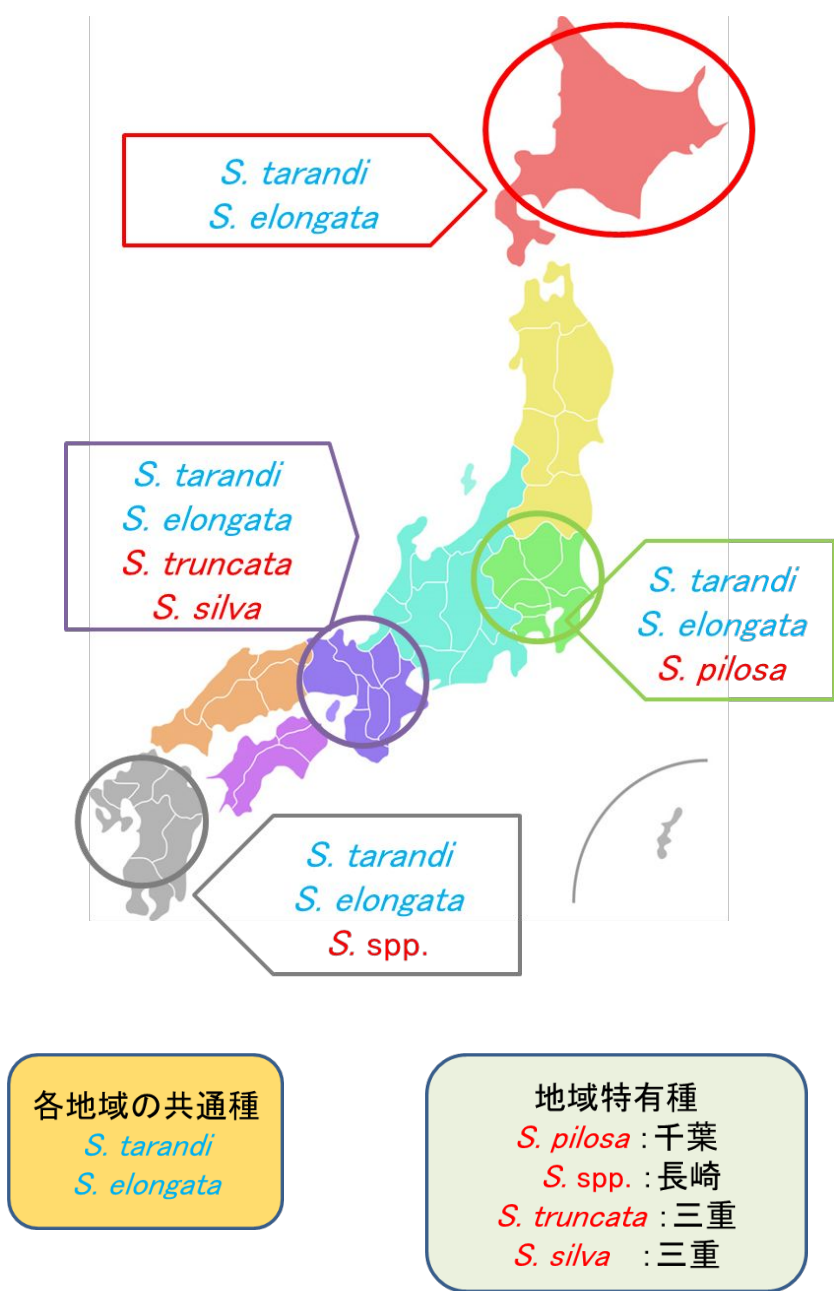 S. tarandi
S. elongata
S. tarandi
S. elongata
S. truncata
S. silva
S. tarandi
S. elongata
S. pilosa
S. tarandi
S. elongata
S. spp.
各地域の共通種
S. tarandi
S. elongata
地域特有種
S. pilosa：千葉
S. spp.：長崎
S. truncata：三重
S. silva：三重